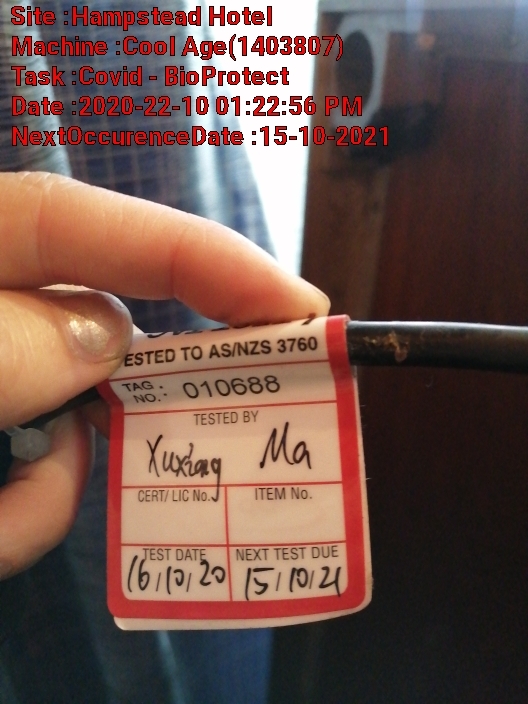 Site :Hampstead Hotel
Machine :Cool Age(1403807)
Task :Covid - BioProtect
Date :2020-22-10 01:22:56 PM
NextOccurenceDate :15-10-2021
ESTED TO AS/NZS 3760
TAG NO.: 010688
TESTED BY
Xuxiang Ma
CERT/ LIC No. ITEM No.
TEST DATE NEXT TEST DUE
16/10/20 15/10/21